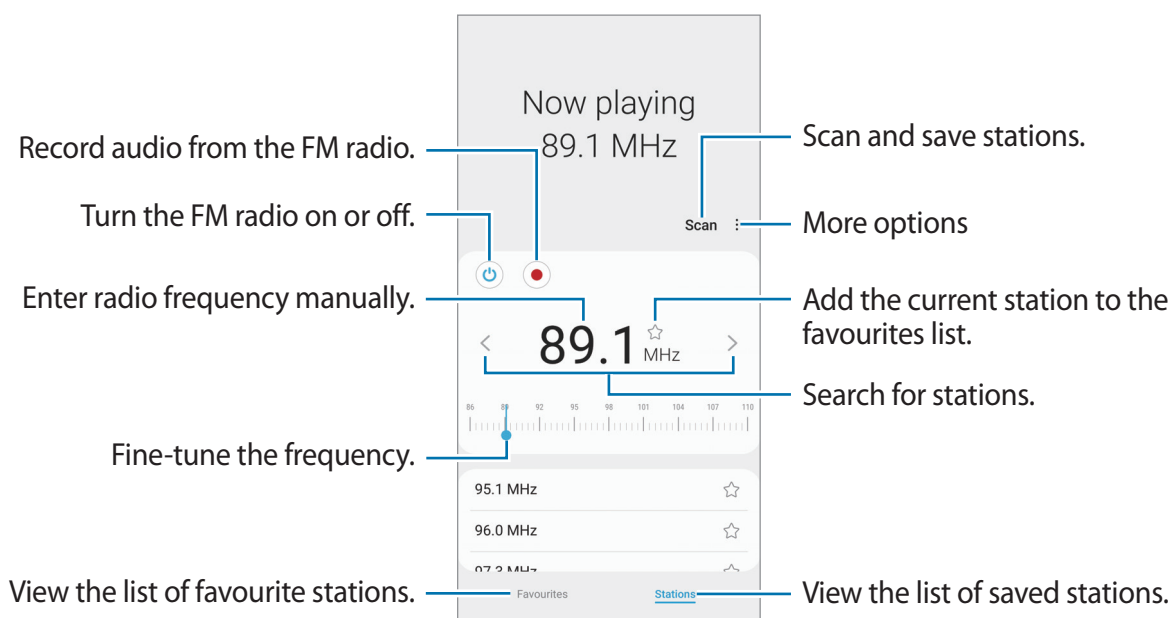 Now playing
89.1 MHz
Record audio from the FM radio.
Scan and save stations.
Turn the FM radio on or off.
Scan
More options
Enter radio frequency manually.
Add the current station to the
favourites list.
89.1 MHz
Search for stations.
86 89 92 95 98 101 104 107 110
Fine-tune the frequency.
95.1 MHz
96.0 MHz
97.3 MHz
View the list of favourite stations.
Favourites
Stations
View the list of saved stations.